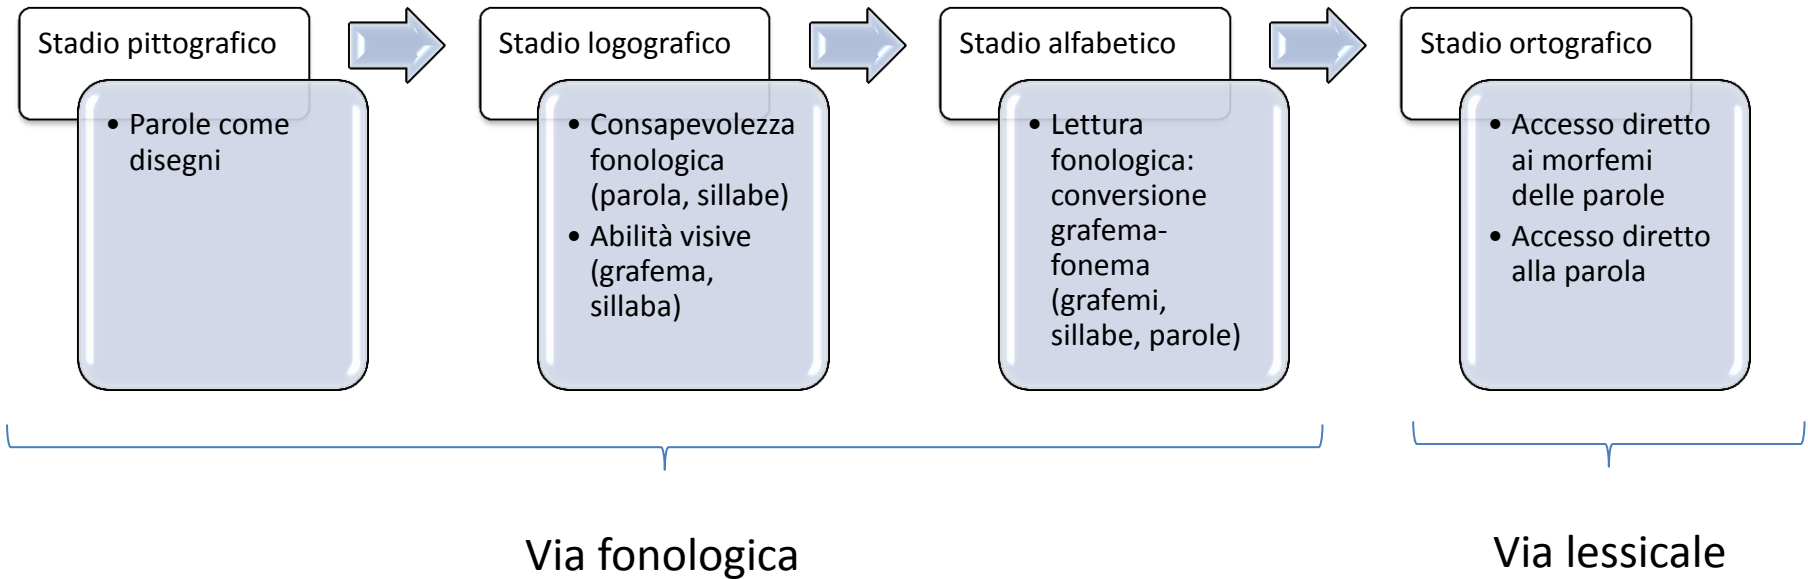 Stadio pittografico
• Parole come
disegni
Stadio logografico
• Consapevolezza
fonologica
(parola, sillabe)
• Abilità visive
(grafema,
sillaba)
Stadio alfabetico
• Lettura
fonologica:
conversione
grafema-
fonema
(grafemi,
sillabe, parole)
Stadio ortografico
• Accesso diretto
ai morfemi
delle parole
• Accesso diretto
alla parola
Via fonologica
Via lessicale